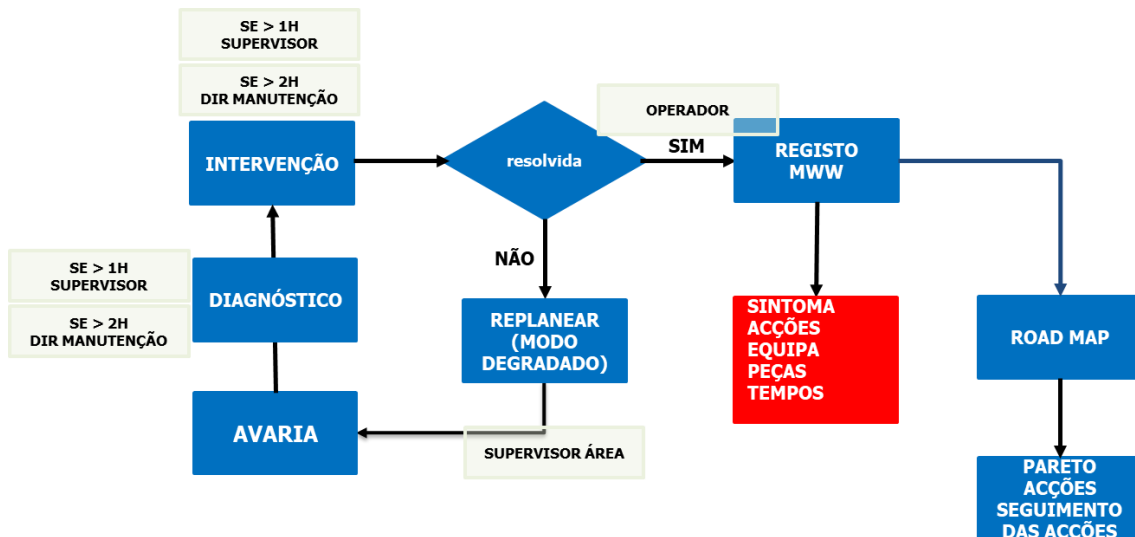 SE > 1H
SUPERVISOR
SE > 2H
DIR MANUTENÇÃO
INTERVENÇÃO
resolvida
OPERADOR
SIM
REGISTO
MWW
NÃO
SE > 1H
SUPERVISOR
SE > 2H
DIR MANUTENÇÃO
DIAGNÓSTICO
REPLANEAR
(MODO
DEGRADADO)
SINTOMA
ACÇÕES
EQUIPA
PEÇAS
TEMPOS
ROAD MAP
AVARIA
SUPERVISOR ÁREA
PARETO
ACÇÕES
SEGUIMENTO
DAS ACÇÕES